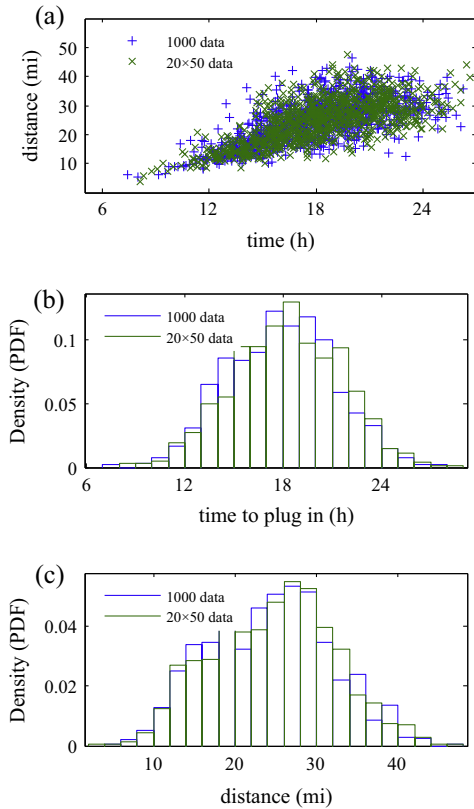 (a)
60
50
40
30
20
10
distance (mi)
+ 1000 data
× 20×50 data
6 12 18 24
time (h)
(b)
0.1
0.05
0
Density (PDF)
1000 data
20×50 data
6 12 18 24
time to plug in (h)
(c)
0.04
0.02
0
Density (PDF)
1000 data
20×50 data
10 20 30 40
distance (mi)